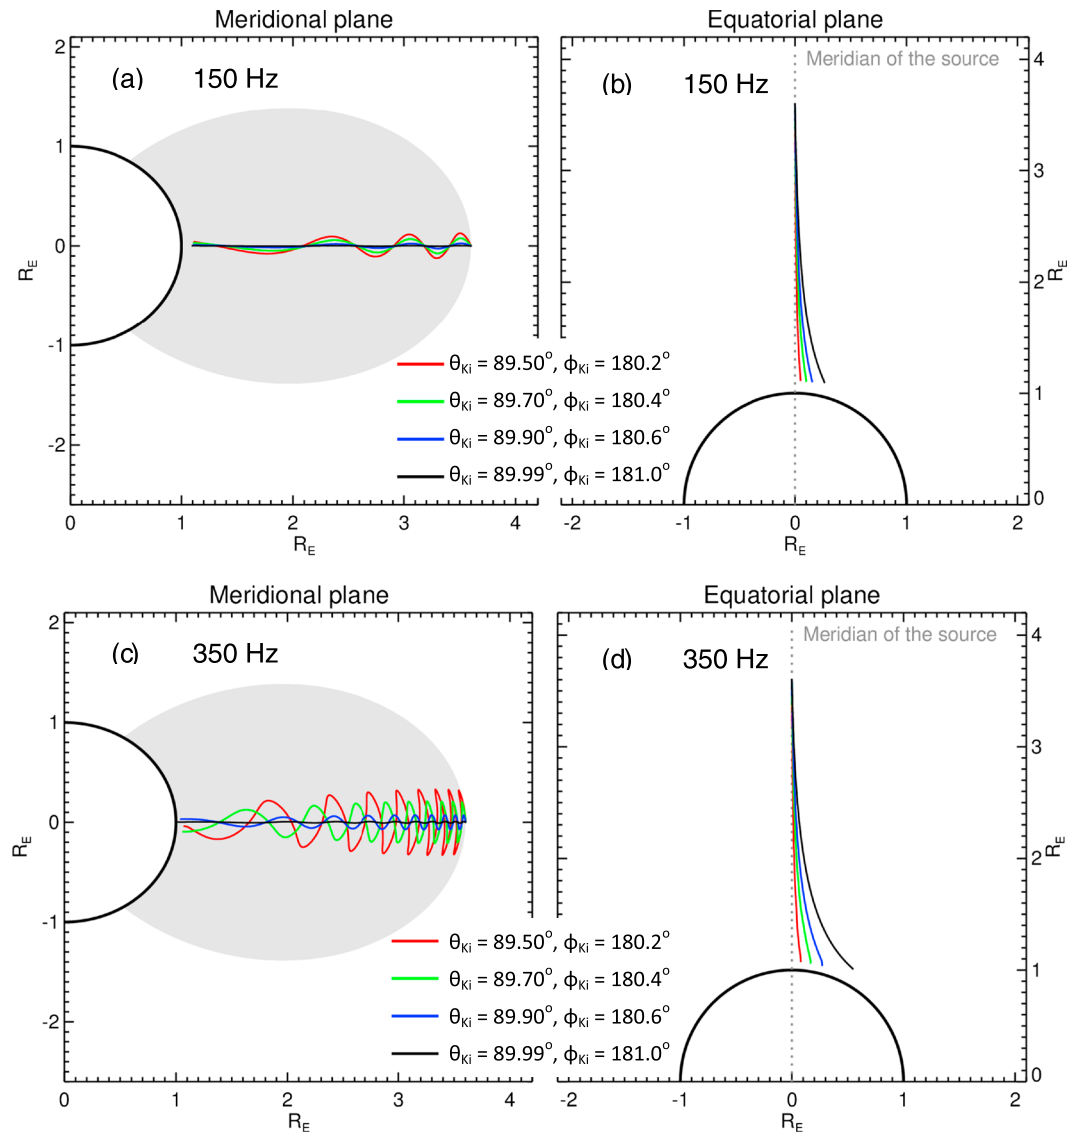 Meridional plane
Equatorial plane
(a) 150 Hz
(b) 150 Hz
Meridian of the source
2
1
0
-1
-2
R_E
0 1 2 3 4
R_E
4
3
2
1
0
R_E
-2 -1 0 1 2
R_E
θ_Ki = 89.50°, ϕ_Ki = 180.2°
θ_Ki = 89.70°, ϕ_Ki = 180.4°
θ_Ki = 89.90°, ϕ_Ki = 180.6°
θ_Ki = 89.99°, ϕ_Ki = 181.0°
Meridional plane
Equatorial plane
(c) 350 Hz
(d) 350 Hz
Meridian of the source
2
1
0
-1
-2
R_E
0 1 2 3 4
R_E
4
3
2
1
0
R_E
-2 -1 0 1 2
R_E
θ_Ki = 89.50°, ϕ_Ki = 180.2°
θ_Ki = 89.70°, ϕ_Ki = 180.4°
θ_Ki = 89.90°, ϕ_Ki = 180.6°
θ_Ki = 89.99°, ϕ_Ki = 181.0°